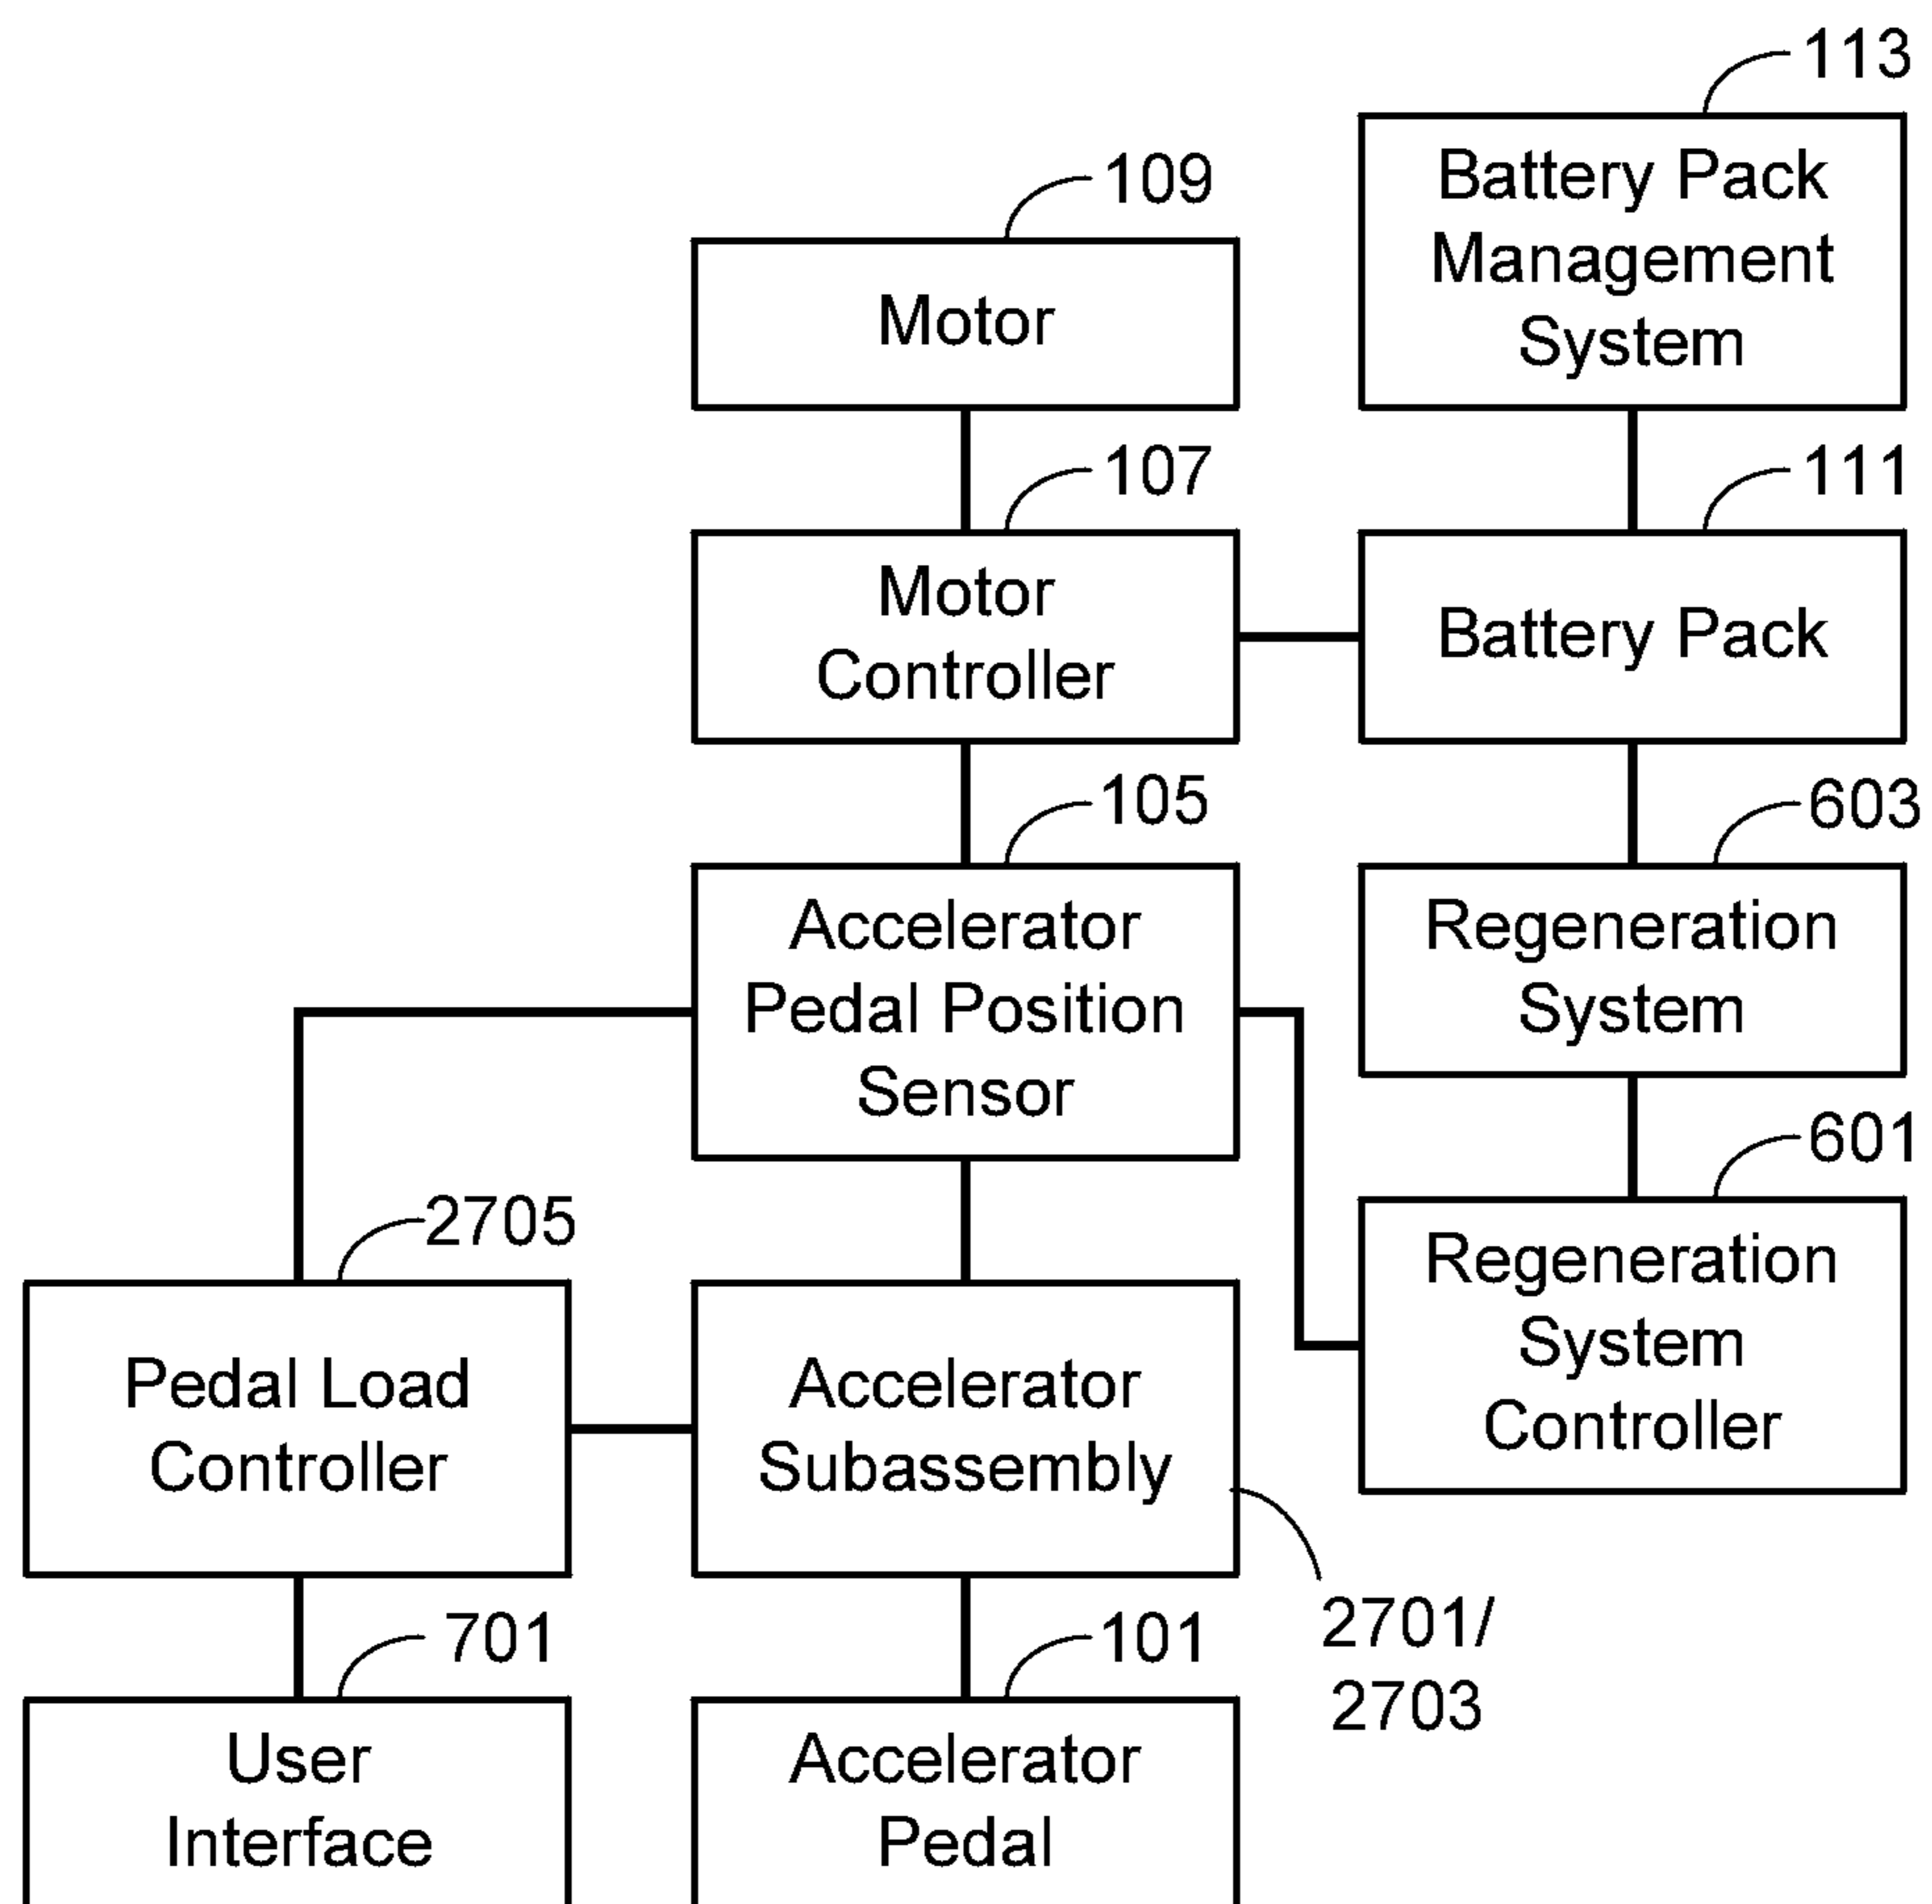 113
Battery Pack
Management
System
109
Motor
107
Motor
Controller
111
Battery Pack
105
Accelerator
Pedal Position
Sensor
603
Regeneration
System
601
Regeneration
System
Controller
2705
Pedal Load
Controller
Accelerator
Subassembly
2701/
2703
701
User
Interface
101
Accelerator
Pedal